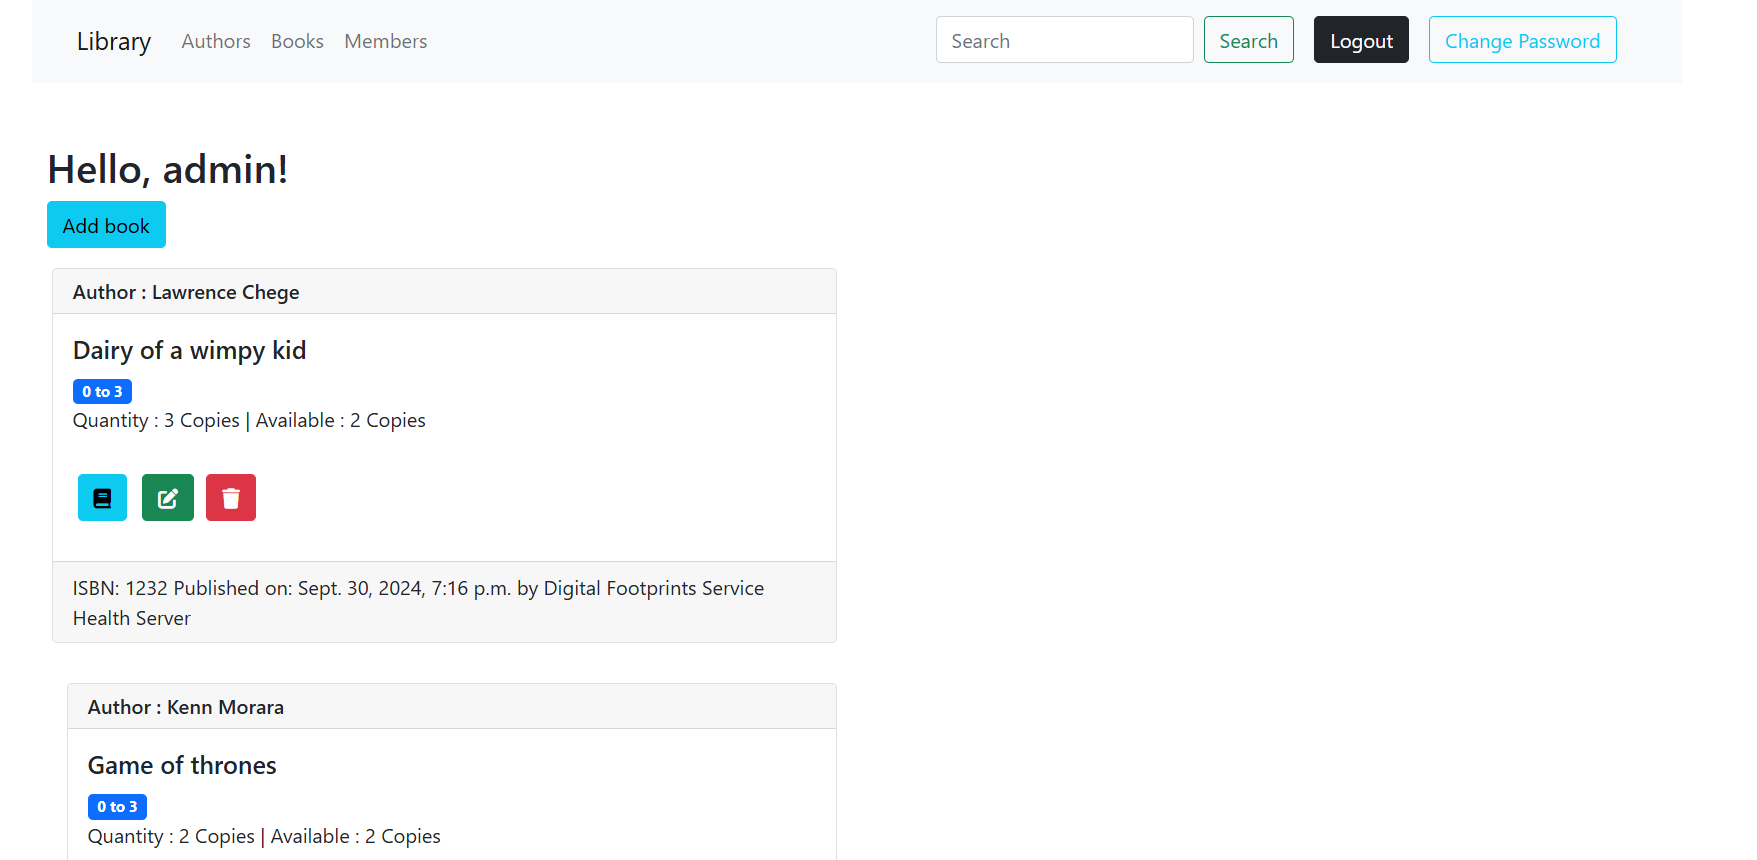 Library Authors Books Members Search Search Logout Change Password
Hello, admin!
Add book
Author : Lawrence Chege
Dairy of a wimpy kid
0 to 3
Quantity : 3 Copies | Available : 2 Copies
ISBN: 1232 Published on: Sept. 30, 2024, 7:16 p.m. by Digital Footprints Service
Health Server
Author : Kenn Morara
Game of thrones
0 to 3
Quantity : 2 Copies | Available : 2 Copies